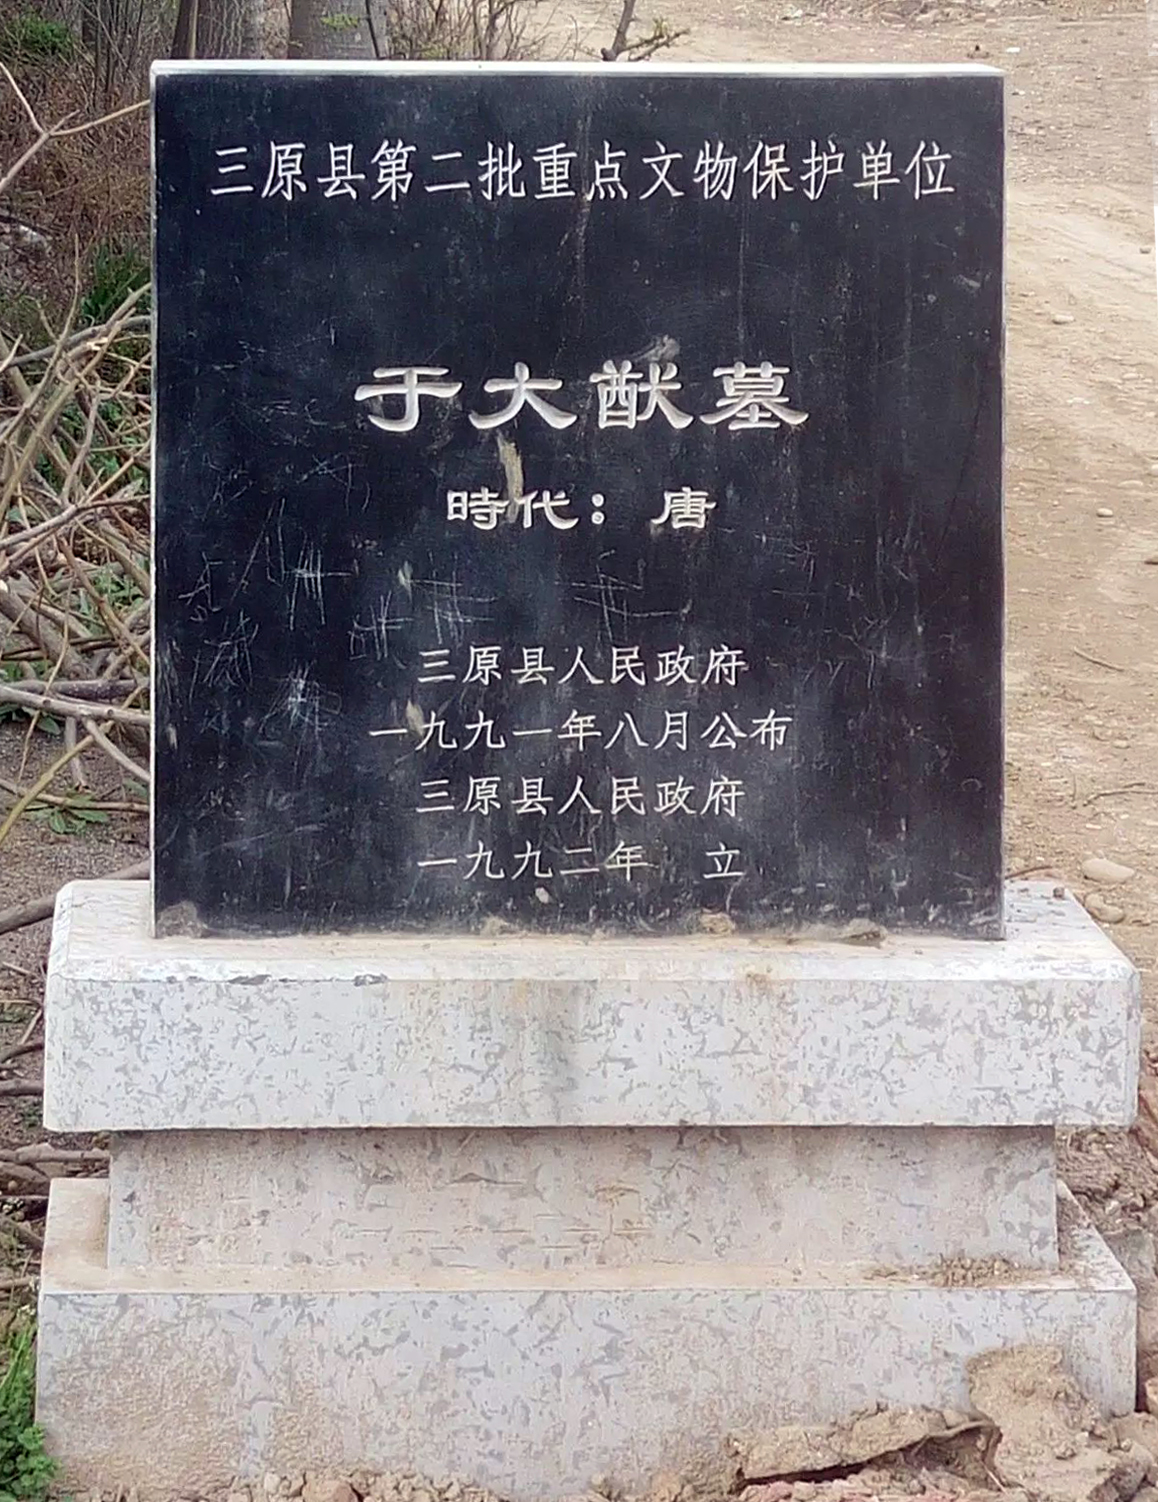 三原县第二批重点文物保护单位
于大猷墓
時代：唐
三原县人民政府
一九九一年八月公布
三原县人民政府
一九九二年 立